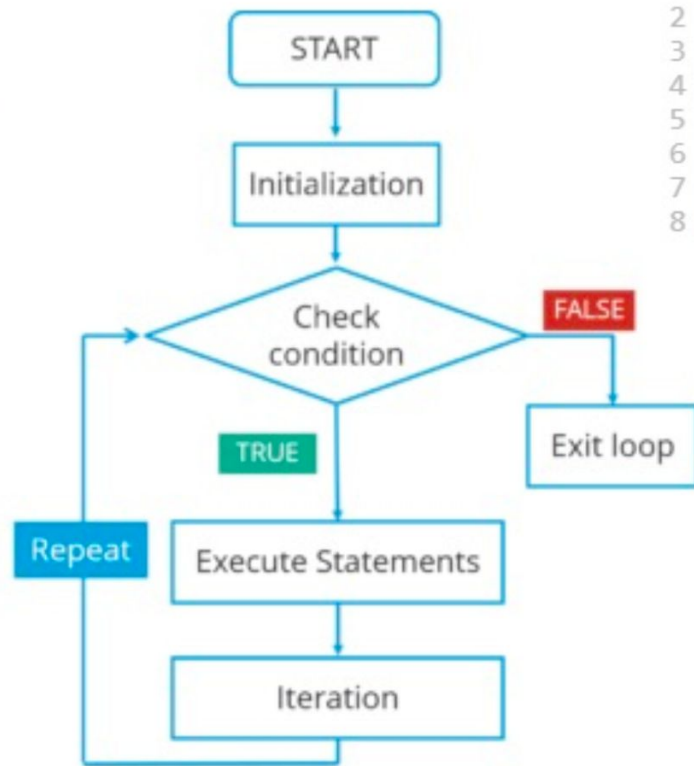 START
Initialization
Check
condition
FALSE
TRUE
Exit loop
Repeat
Execute Statements
Iteration
2
3
4
5
6
7
8